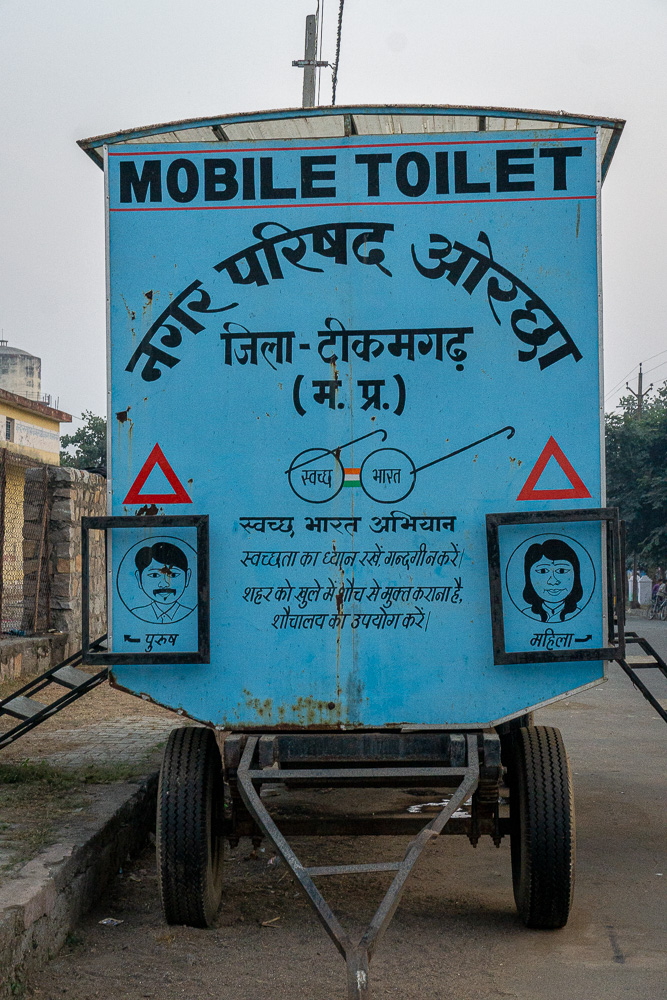 MOBILE TOILET
नगर परिषद ओरछा
जिला-टीकमगढ़
(म. प्र.)
स्वच्छ भारत
स्वच्छ भारत अभियान
स्वच्छता का ध्यान रखें गन्दगी न करें।
शहर को खुले में शौच से मुक्त कराना है,
शौचालय का उपयोग करें।
पुरुष
महिला